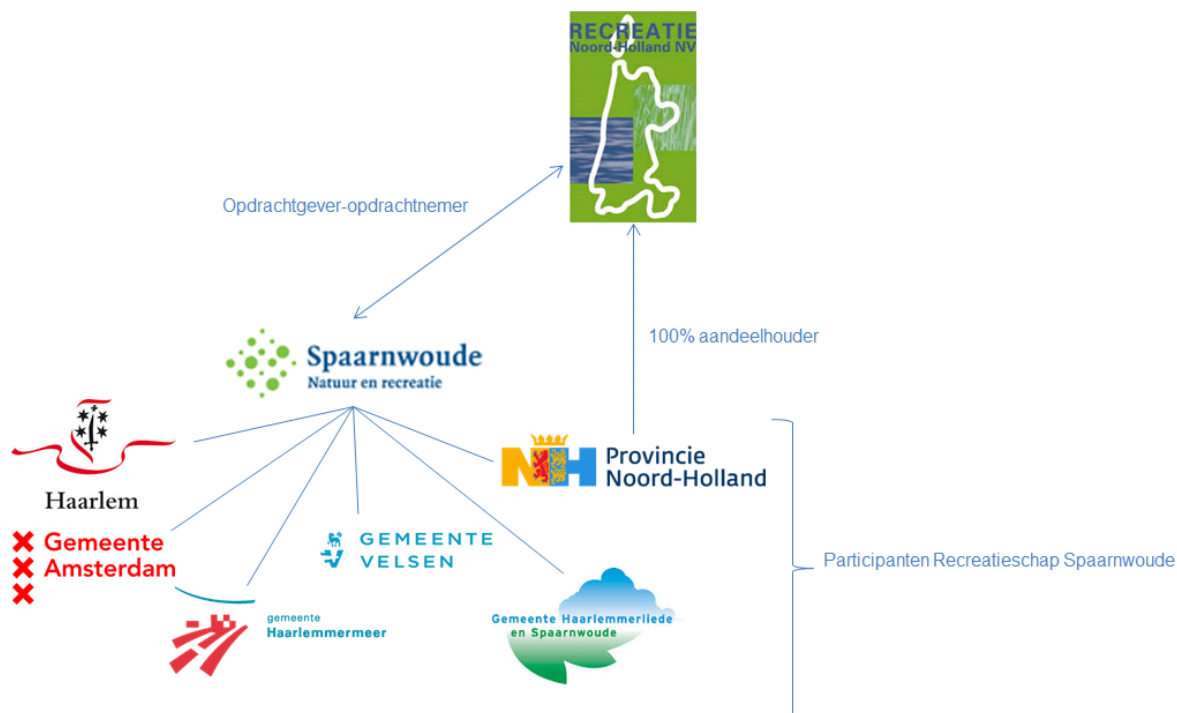 RECREATIE
Noord-Holland NV
Opdrachtgever-opdrachtnemer
100% aandeelhouder
Spaarnwoude
Natuur en recreatie
Haarlem
NH Provincie
Noord-Holland
Gemeente
Amsterdam
GEMEENTE
VELSEN
Participanten Recreatieschap Spaarnwoude
gemeente
Haarlemmermeer
Gemeente Haarlemmerliede
en Spaarnwoude